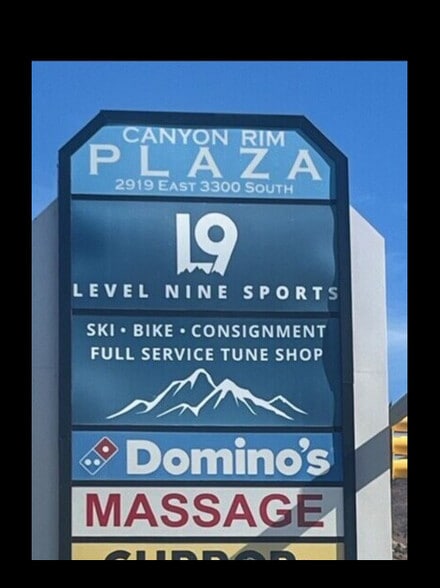 CANYON RIM
PLAZA
2919 EAST 3300 SOUTH
L9
LEVEL NINE SPORTS
SKI • BIKE • CONSIGNMENT
FULL SERVICE TUNE SHOP
Domino's
MASSAGE